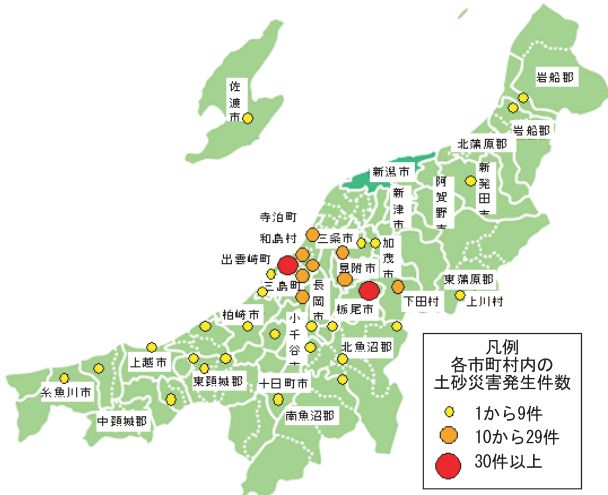 岩船郡
佐渡市
岩船郡
北蒲原郡
新潟市
新発田市
阿賀野市
新津市
寺泊町
和島村
三条市
加茂市
出雲崎町
見附市
東蒲原郡
三島町
長岡市
上川村
下田村
栃尾市
柏崎市
小千谷市
北魚沼郡
上越市
東頸城郡
十日町市
糸魚川市
中頸城郡
南魚沼郡
凡例
各市町村内の
土砂災害発生件数
1から9件
10から29件
30件以上